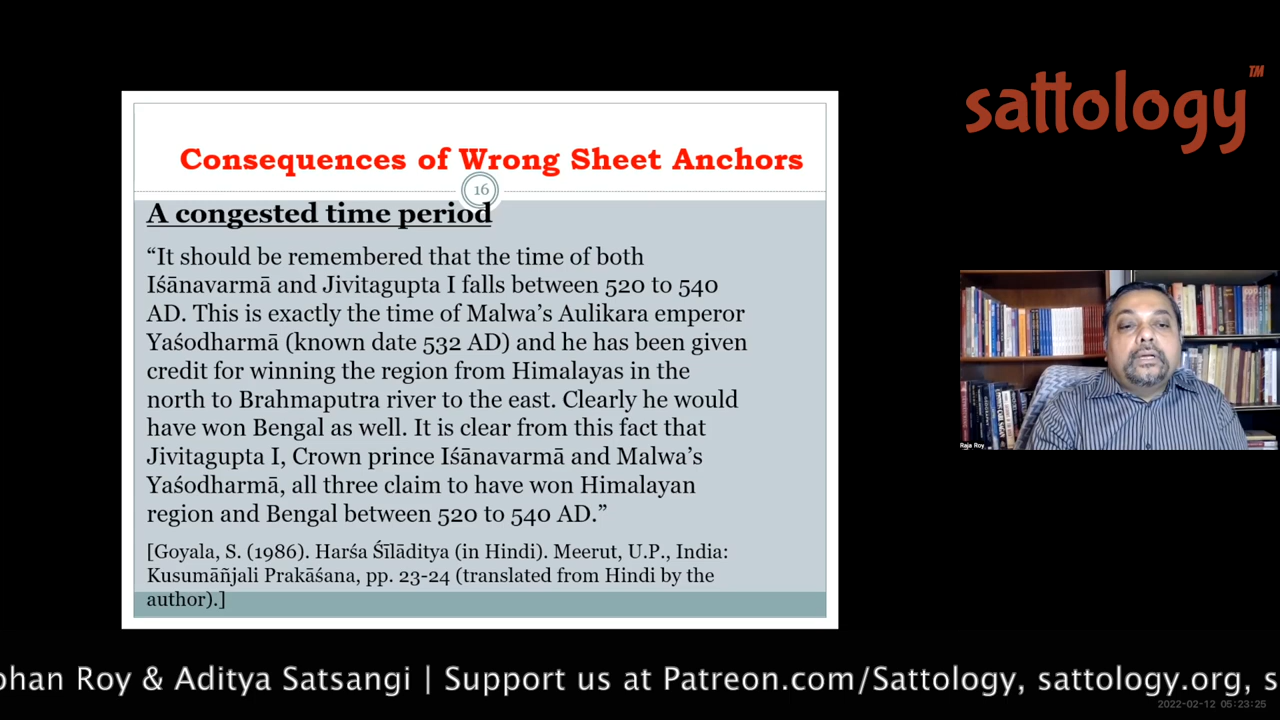 sattology™
Consequences of Wrong Sheet Anchors
16
A congested time period
“It should be remembered that the time of both
Iśānavarmā and Jivitagupta I falls between 520 to 540
AD. This is exactly the time of Malwa’s Aulikara emperor
Yaśodharmā (known date 532 AD) and he has been given
credit for winning the region from Himalayas in the
north to Brahmaputra river to the east. Clearly he would
have won Bengal as well. It is clear from this fact that
Jivitagupta I, Crown prince Iśānavarmā and Malwa’s
Yaśodharmā, all three claim to have won Himalayan
region and Bengal between 520 to 540 AD.”
[Goyala, S. (1986). Harśa Śīlāditya (in Hindi). Meerut, U.P., India:
Kusumāñjali Prakāśana, pp. 23-24 (translated from Hindi by the
author).]
Raja Roy
ohan Roy & Aditya Satsangi | Support us at Patreon.com/Sattology, sattology.org, s
2022-02-12 05:23:25